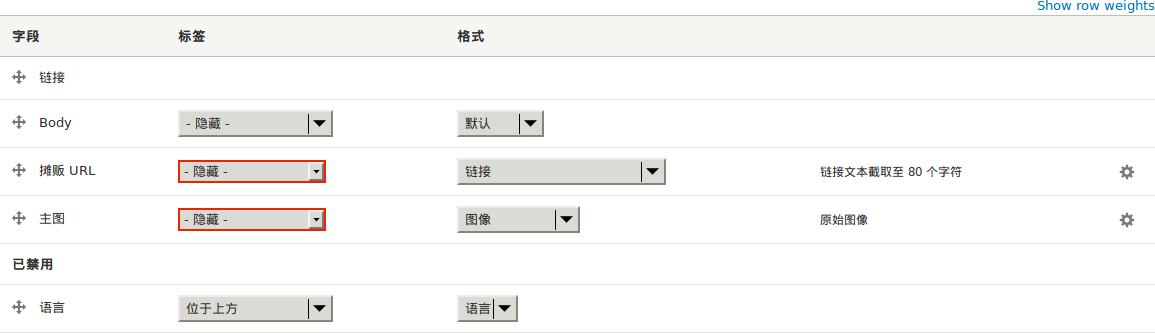 Show row weights
字段 标签 格式
链接
Body - 隐藏 - 默认
摊贩 URL - 隐藏 - 链接 链接文本截取至 80 个字符
主图 - 隐藏 - 图像 原始图像
已禁用
语言 位于上方 语言